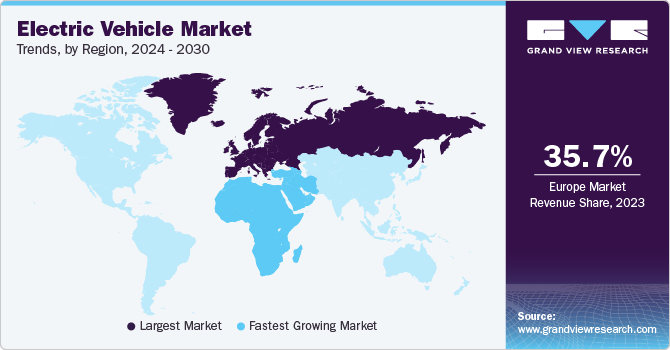 Electric Vehicle Market
Trends, by Region, 2024 - 2030
GRAND VIEW RESEARCH
35.7%
Europe Market
Revenue Share, 2023
Largest Market
Fastest Growing Market
Source:
www.grandviewresearch.com